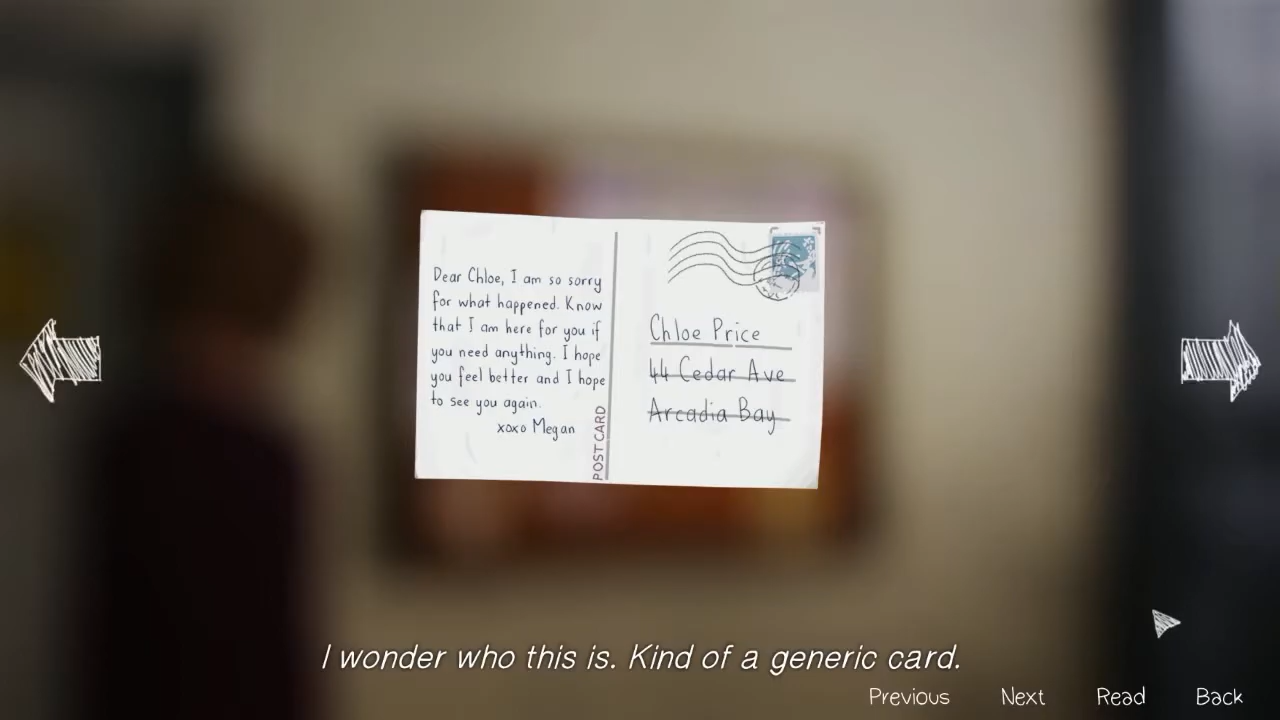 Dear Chloe, I am so sorry
for what happened. Know
that I am here for you if
you need anything. I hope
you feel better and I hope
to see you again.
xoxo Megan
POSTCARD
Chloe Price
44 Cedar Ave
Arcadia Bay
I wonder who this is. Kind of a generic card.
Previous Next Read Back